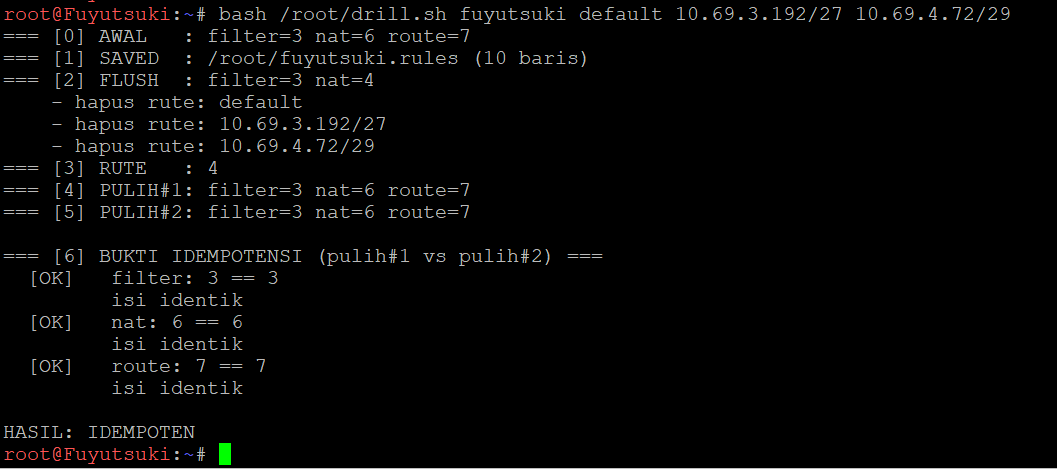 root@Fuyutsuki:~# bash /root/drill.sh fuyutsuki default 10.69.3.192/27 10.69.4.72/29
=== [0] AWAL   : filter=3 nat=6 route=7
=== [1] SAVED  : /root/fuyutsuki.rules (10 baris)
=== [2] FLUSH  : filter=3 nat=4
    - hapus rute: default
    - hapus rute: 10.69.3.192/27
    - hapus rute: 10.69.4.72/29
=== [3] RUTE   : 4
=== [4] PULIH#1: filter=3 nat=6 route=7
=== [5] PULIH#2: filter=3 nat=6 route=7

=== [6] BUKTI IDEMPOTENSI (pulih#1 vs pulih#2) ===
  [OK]   filter: 3 == 3
         isi identik
  [OK]   nat: 6 == 6
         isi identik
  [OK]   route: 7 == 7
         isi identik

HASIL: IDEMPOTEN
root@Fuyutsuki:~#